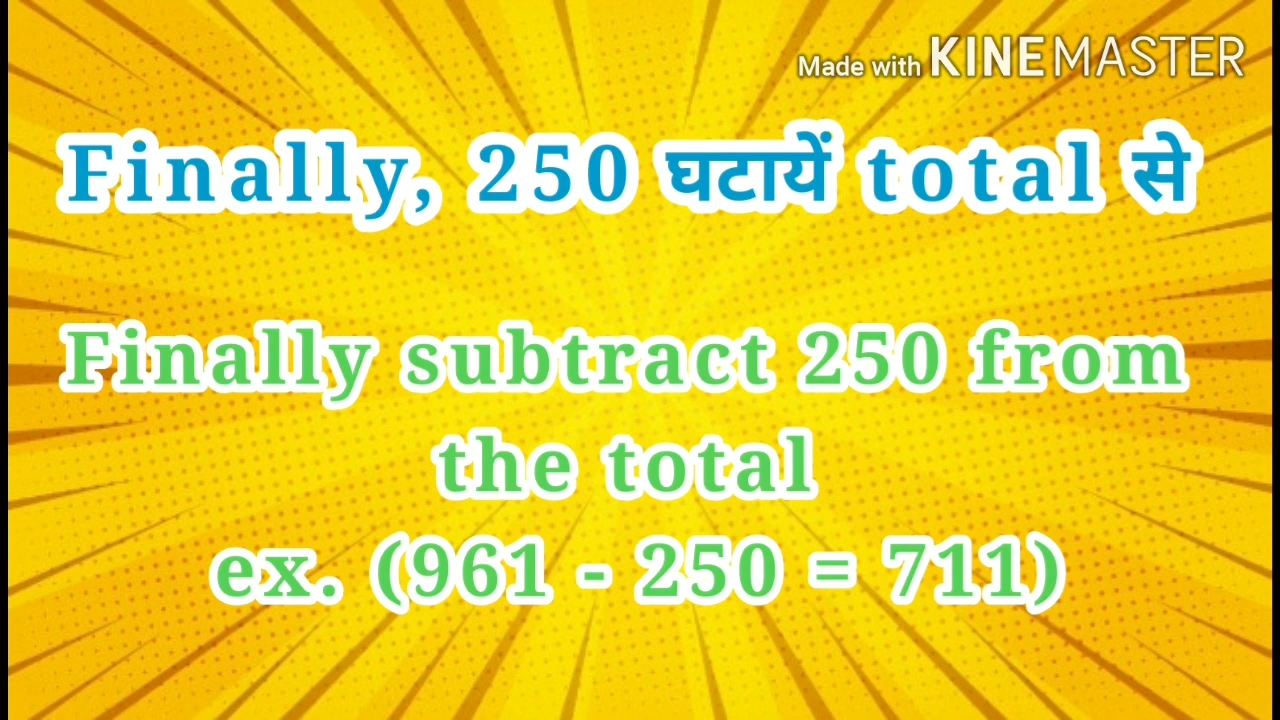 Made with KINEMASTER
Finally, 250 घटायें total से
Finally subtract 250 from
the total
ex. (961 - 250 = 711)